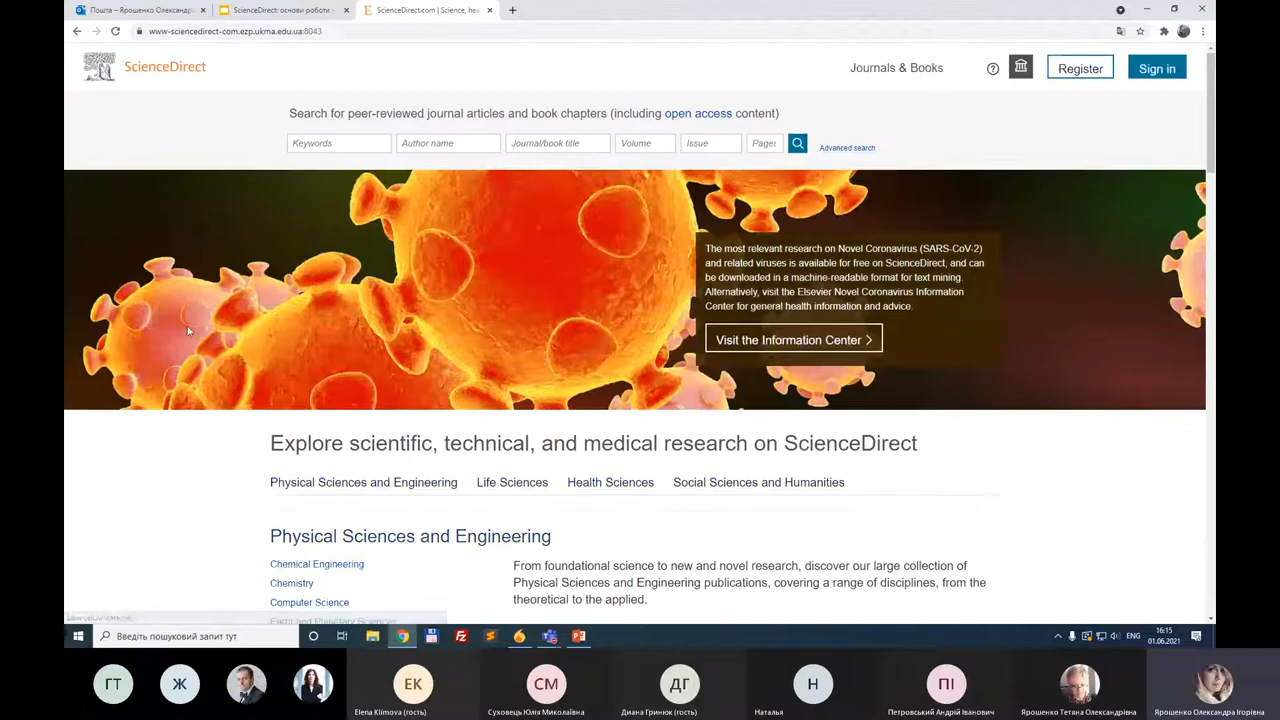 Пошта – Ярошенко Олександр
ScienceDirect: основи роботи -
ScienceDirect.com | Science, hea
www-sciencedirect-com.ezp.ukma.edu.ua:8043
ScienceDirect
Journals & Books
Register
Sign in
Search for peer-reviewed journal articles and book chapters (including open access content)
Keywords
Author name
Journal/book title
Volume
Issue
Page:
Advanced search
The most relevant research on Novel Coronavirus (SARS-CoV-2)
and related viruses is available for free on ScienceDirect, and can
be downloaded in a machine-readable format for text mining.
Alternatively, visit the Elsevier Novel Coronavirus Information
Center for general health information and advice.
Visit the Information Center
Explore scientific, technical, and medical research on ScienceDirect
Physical Sciences and Engineering
Life Sciences
Health Sciences
Social Sciences and Humanities
Physical Sciences and Engineering
Chemical Engineering
Chemistry
Computer Science
Earth and Planetary Sciences
From foundational science to new and novel research, discover our large collection of
Physical Sciences and Engineering publications, covering a range of disciplines, from the
theoretical to the applied.
Введіть пошуковий запит тут
ENG
16:15
01.06.2021
ГТ
Ж
ЕК
СМ
ДГ
Н
ПІ
Elena Klimova (гость)
Суховець Юлія Миколаївна
Диана Гринюк (гость)
Наталья
Петровський Андрій Іванович
Ярошенко Тетяна Олександрівна
Ярошенко Олександра Ігорівна